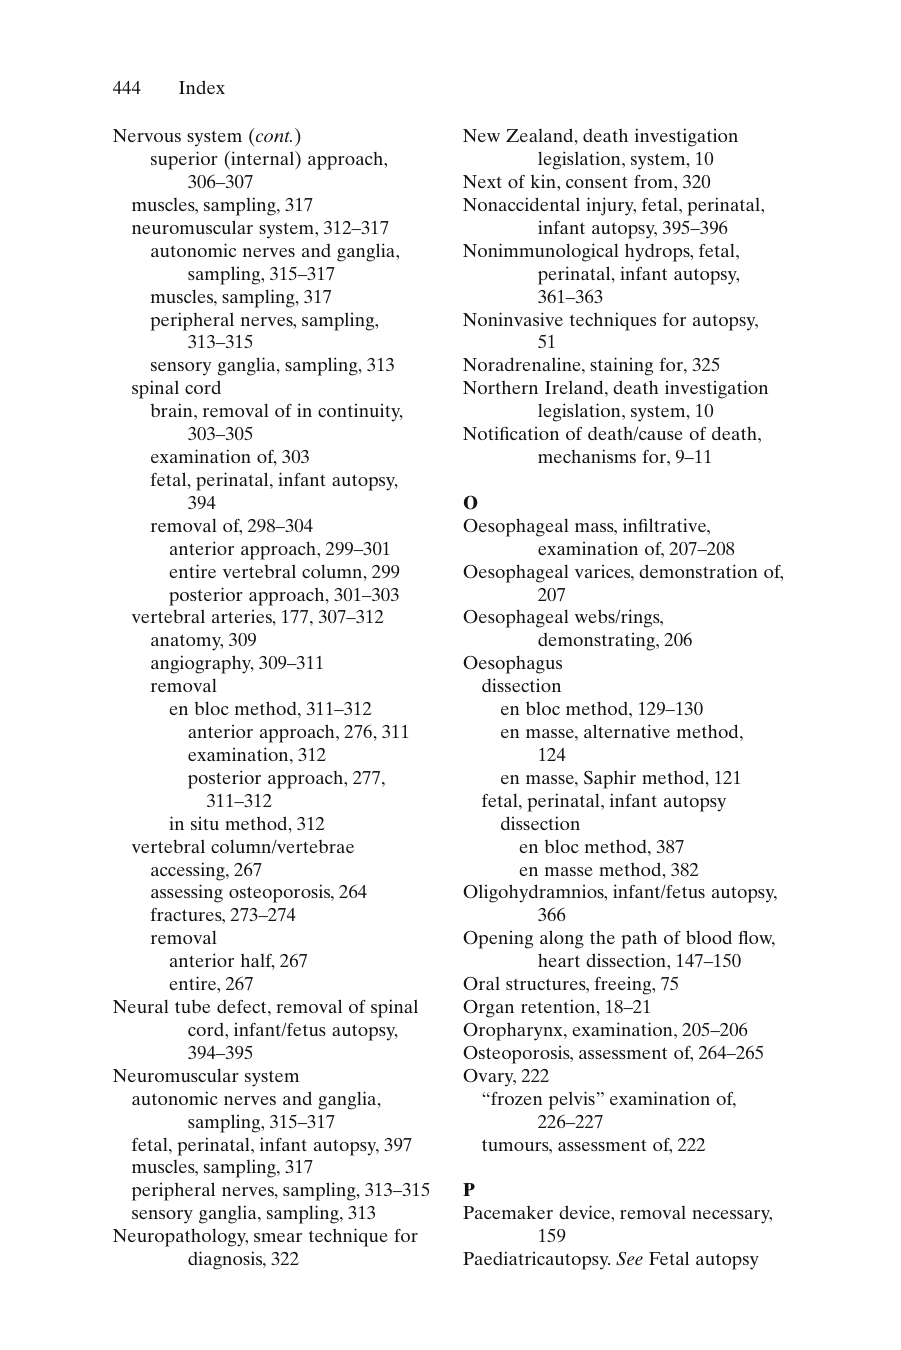 444 Index
Nervous system (cont.)
superior (internal) approach,
306–307
muscles, sampling, 317
neuromuscular system, 312–317
autonomic nerves and ganglia,
sampling, 315–317
muscles, sampling, 317
peripheral nerves, sampling,
313–315
sensory ganglia, sampling, 313
spinal cord
brain, removal of in continuity,
303–305
examination of, 303
fetal, perinatal, infant autopsy,
394
removal of, 298–304
anterior approach, 299–301
entire vertebral column, 299
posterior approach, 301–303
vertebral arteries, 177, 307–312
anatomy, 309
angiography, 309–311
removal
en bloc method, 311–312
anterior approach, 276, 311
examination, 312
posterior approach, 277,
311–312
in situ method, 312
vertebral column/vertebrae
accessing, 267
assessing osteoporosis, 264
fractures, 273–274
removal
anterior half, 267
entire, 267
Neural tube defect, removal of spinal
cord, infant/fetus autopsy,
394–395
Neuromuscular system
autonomic nerves and ganglia,
sampling, 315–317
fetal, perinatal, infant autopsy, 397
muscles, sampling, 317
peripheral nerves, sampling, 313–315
sensory ganglia, sampling, 313
Neuropathology, smear technique for
diagnosis, 322
New Zealand, death investigation
legislation, system, 10
Next of kin, consent from, 320
Nonaccidental injury, fetal, perinatal,
infant autopsy, 395–396
Nonimmunological hydrops, fetal,
perinatal, infant autopsy,
361–363
Noninvasive techniques for autopsy,
51
Noradrenaline, staining for, 325
Northern Ireland, death investigation
legislation, system, 10
Notification of death/cause of death,
mechanisms for, 9–11
O
Oesophageal mass, infiltrative,
examination of, 207–208
Oesophageal varices, demonstration of,
207
Oesophageal webs/rings,
demonstrating, 206
Oesophagus
dissection
en bloc method, 129–130
en masse, alternative method,
124
en masse, Saphir method, 121
fetal, perinatal, infant autopsy
dissection
en bloc method, 387
en masse method, 382
Oligohydramnios, infant/fetus autopsy,
366
Opening along the path of blood flow,
heart dissection, 147–150
Oral structures, freeing, 75
Organ retention, 18–21
Oropharynx, examination, 205–206
Osteoporosis, assessment of, 264–265
Ovary, 222
“frozen pelvis” examination of,
226–227
tumours, assessment of, 222
P
Pacemaker device, removal necessary,
159
Paediatricautopsy. See Fetal autopsy